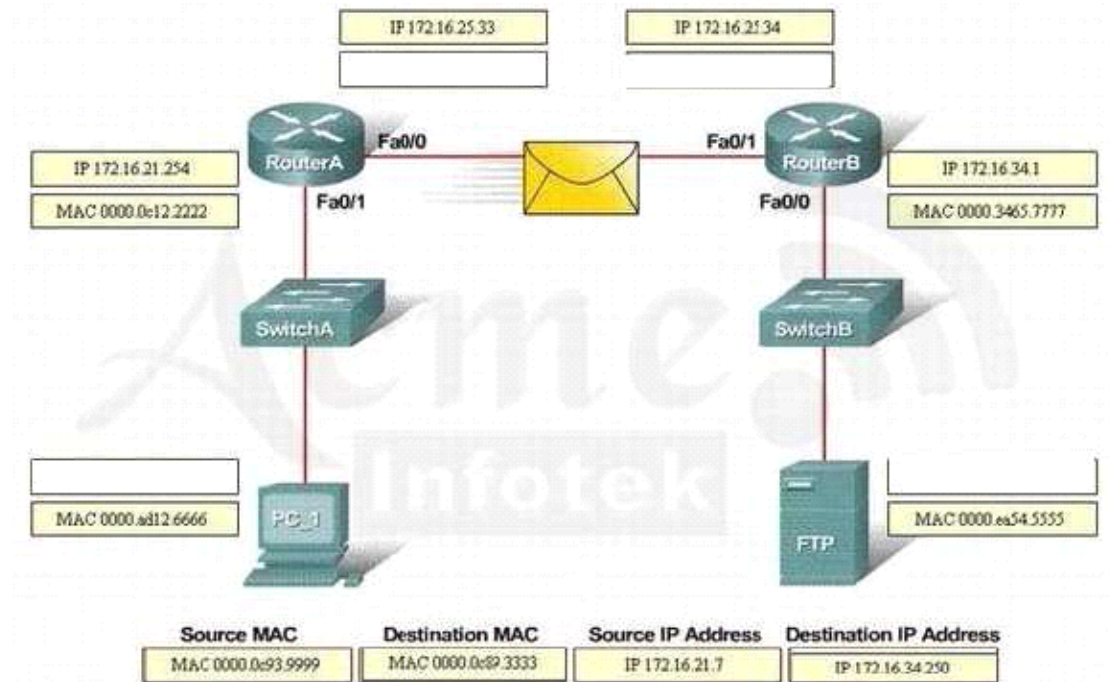 IP 172.16.25.33
IP 172.16.25.34
Fa0/0
Fa0/1
RouterA
RouterB
IP 172.16.21.254
IP 172.16.34.1
Fa0/1
Fa0/0
MAC 0000.0c12.2222
MAC 0000.3465.7777
SwitchA
SwitchB
Acme
Infotek
MAC 0000.ad12.6666
PC_1
MAC 0000.ea54.5555
FTP
Source MAC
Destination MAC
Source IP Address
Destination IP Address
MAC 0000.0c93.9999
MAC 0000.0c89.3333
IP 172.16.21.7
IP 172.16.34.250